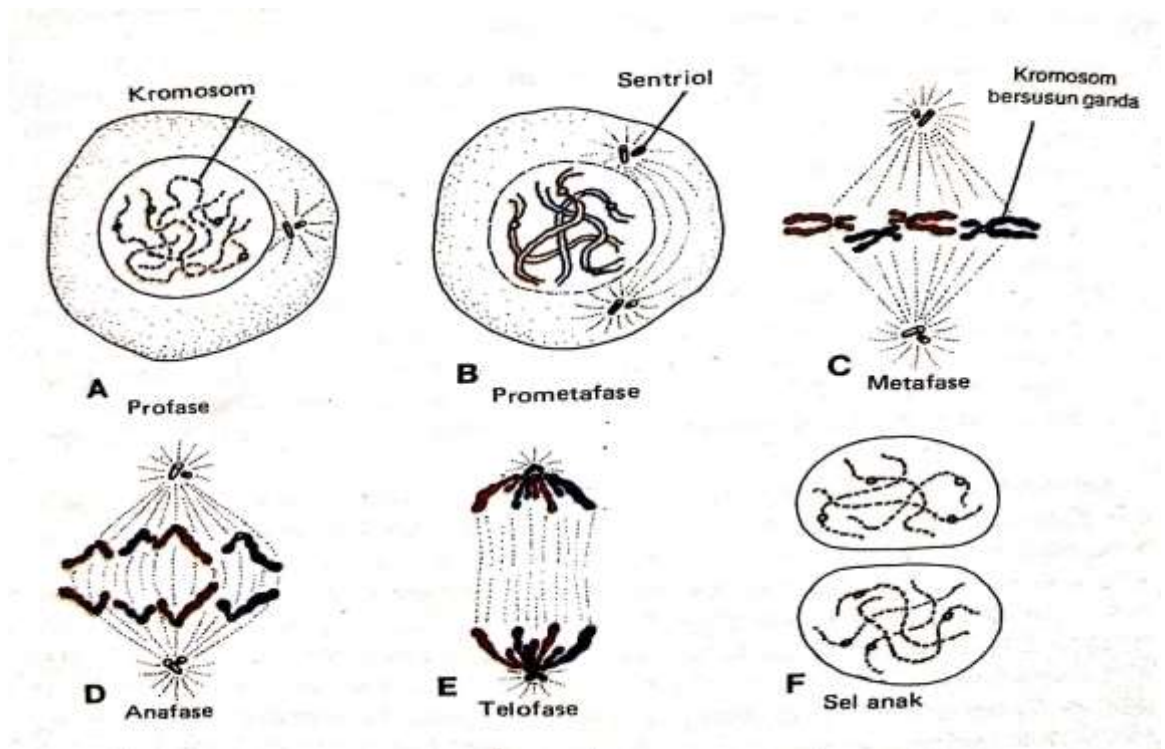 Kromosom
Sentriol
Kromosom
bersusun ganda
A
Profase
B
Prometafase
C
Metafase
D
Anafase
E
Telofase
F
Sel anak